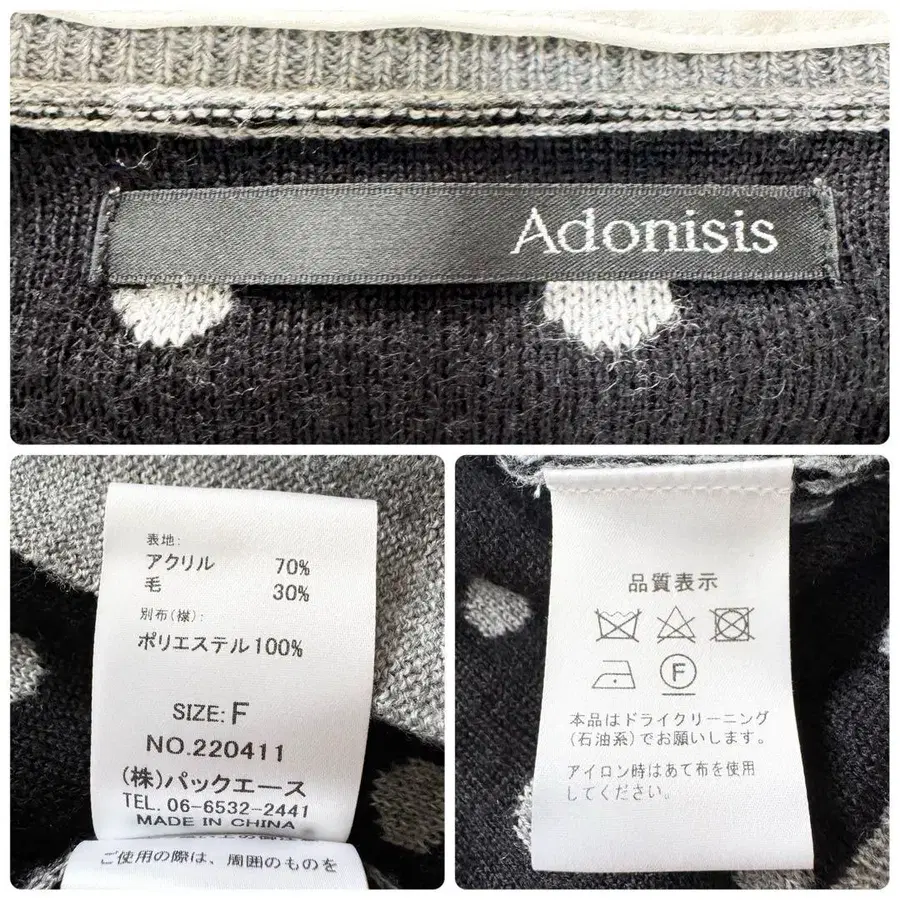 Adonisis
表地:
アクリル 70%
毛 30%
別布(襟):
ポリエステル100%
SIZE:F
NO.220411
(株)パックエース
TEL. 06-6532-2441
MADE IN CHINA
ご使用の際は、周囲のものを
品質表示
F
本品はドライクリーニング
(石油系)でお願いします。
アイロン時はあて布を使用
してください。